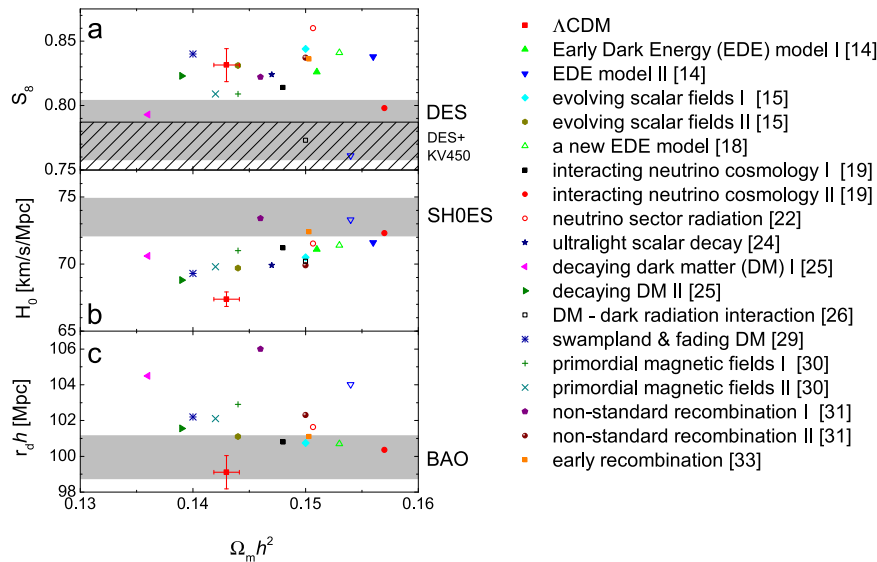 a
S8
0.85
0.80
0.75
DES
DES+
KV450
b
H0 [km/s/Mpc]
75
70
65
SH0ES
c
rdh [Mpc]
106
104
102
100
98
BAO
0.13 0.14 0.15 0.16
Ωmh²
ΛCDM
Early Dark Energy (EDE) model I [14]
EDE model II [14]
evolving scalar fields I [15]
evolving scalar fields II [15]
a new EDE model [18]
interacting neutrino cosmology I [19]
interacting neutrino cosmology II [19]
neutrino sector radiation [22]
ultralight scalar decay [24]
decaying dark matter (DM) I [25]
decaying DM II [25]
DM - dark radiation interaction [26]
swampland & fading DM [29]
primordial magnetic fields I [30]
primordial magnetic fields II [30]
non-standard recombination I [31]
non-standard recombination II [31]
early recombination [33]